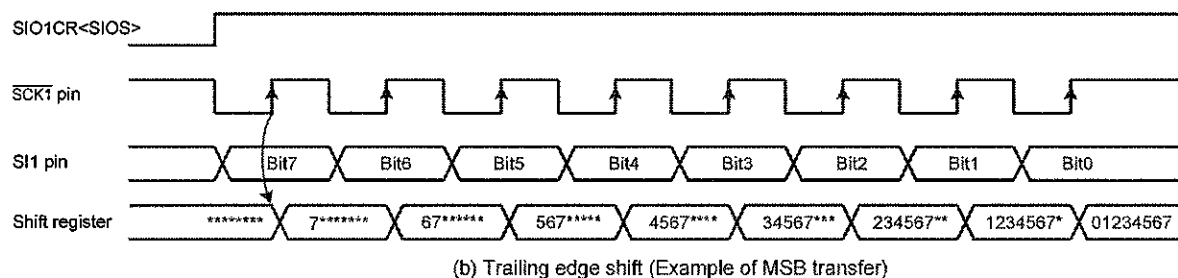 SIO1CR<SIOS>
SCK1 pin
SI1 pin Bit7 Bit6 Bit5 Bit4 Bit3 Bit2 Bit1 Bit0
Shift register ******** 7******* 67****** 567***** 4567**** 34567*** 234567** 1234567* 01234567
(b) Trailing edge shift (Example of MSB transfer)